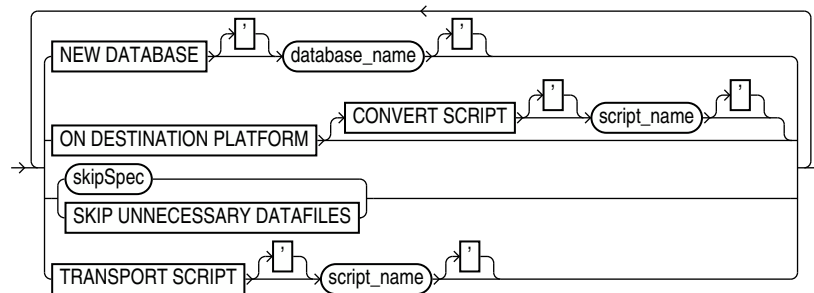 NEW DATABASE ' database_name '
CONVERT SCRIPT ' script_name '
ON DESTINATION PLATFORM
skipSpec
SKIP UNNECESSARY DATAFILES
TRANSPORT SCRIPT ' script_name '